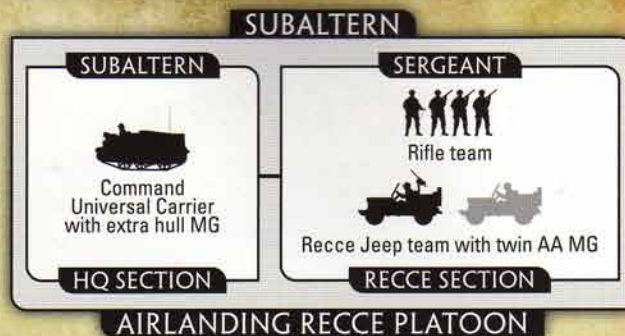 SUBALTERN
SUBALTERN
Command
Universal Carrier
with extra hull MG
HQ SECTION
SERGEANT
Rifle team
Recce Jeep team with twin AA MG
RECCE SECTION
AIRLANDING RECCE PLATOON